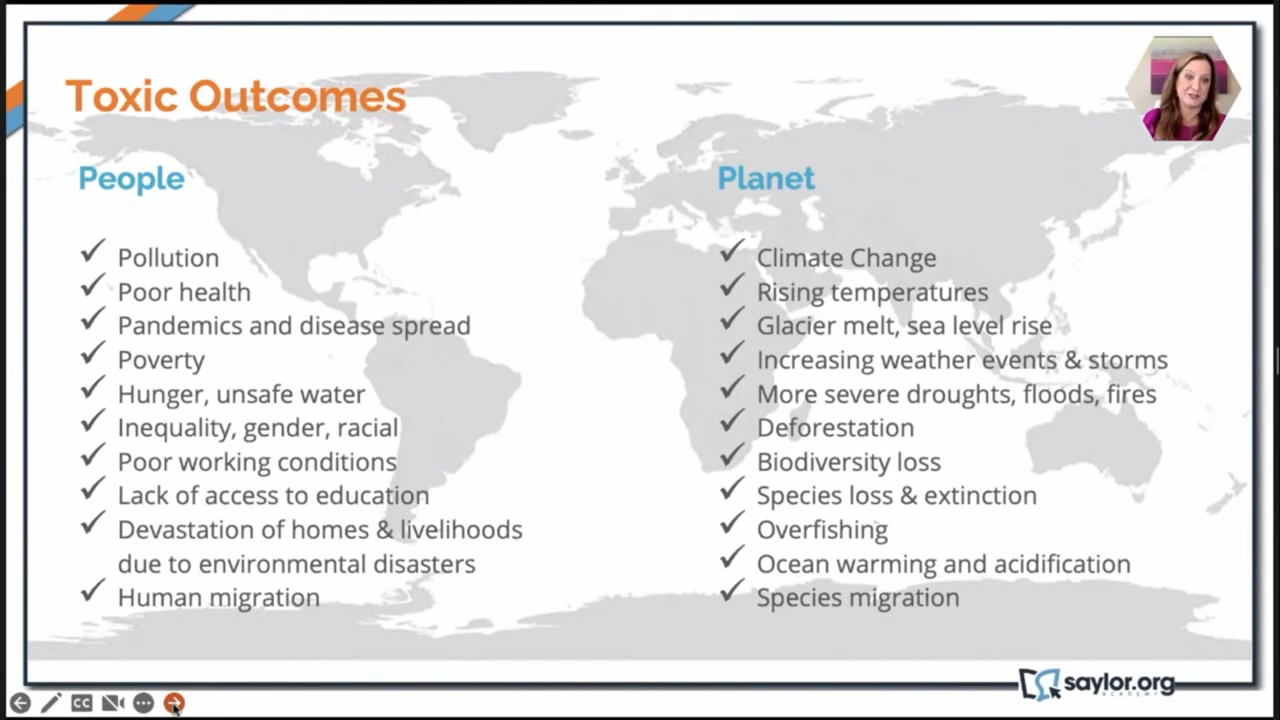 Toxic Outcomes
People
Pollution
Poor health
Pandemics and disease spread
Poverty
Hunger, unsafe water
Inequality, gender, racial
Poor working conditions
Lack of access to education
Devastation of homes & livelihoods
due to environmental disasters
Human migration
Planet
Climate Change
Rising temperatures
Glacier melt, sea level rise
Increasing weather events & storms
More severe droughts, floods, fires
Deforestation
Biodiversity loss
Species loss & extinction
Overfishing
Ocean warming and acidification
Species migration
CC
saylor.org
ACADEMY